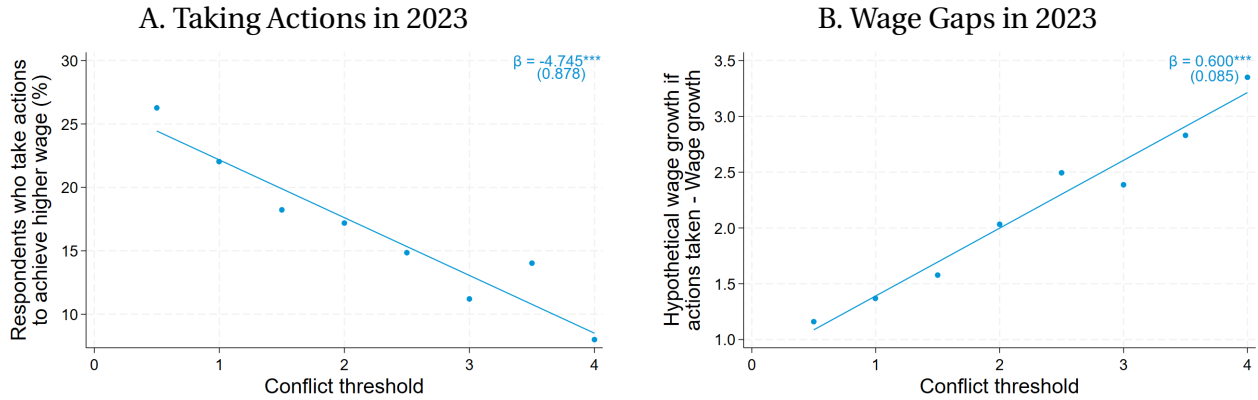 A. Taking Actions in 2023
Respondents who take actions
to achieve higher wage (%)
30
25
20
15
10
0 1 2 3 4
Conflict threshold
β = -4.745***
(0.878)
B. Wage Gaps in 2023
Hypothetical wage growth if
actions taken - Wage growth
3.5
3.0
2.5
2.0
1.5
1.0
0 1 2 3 4
Conflict threshold
β = 0.600***
(0.085)